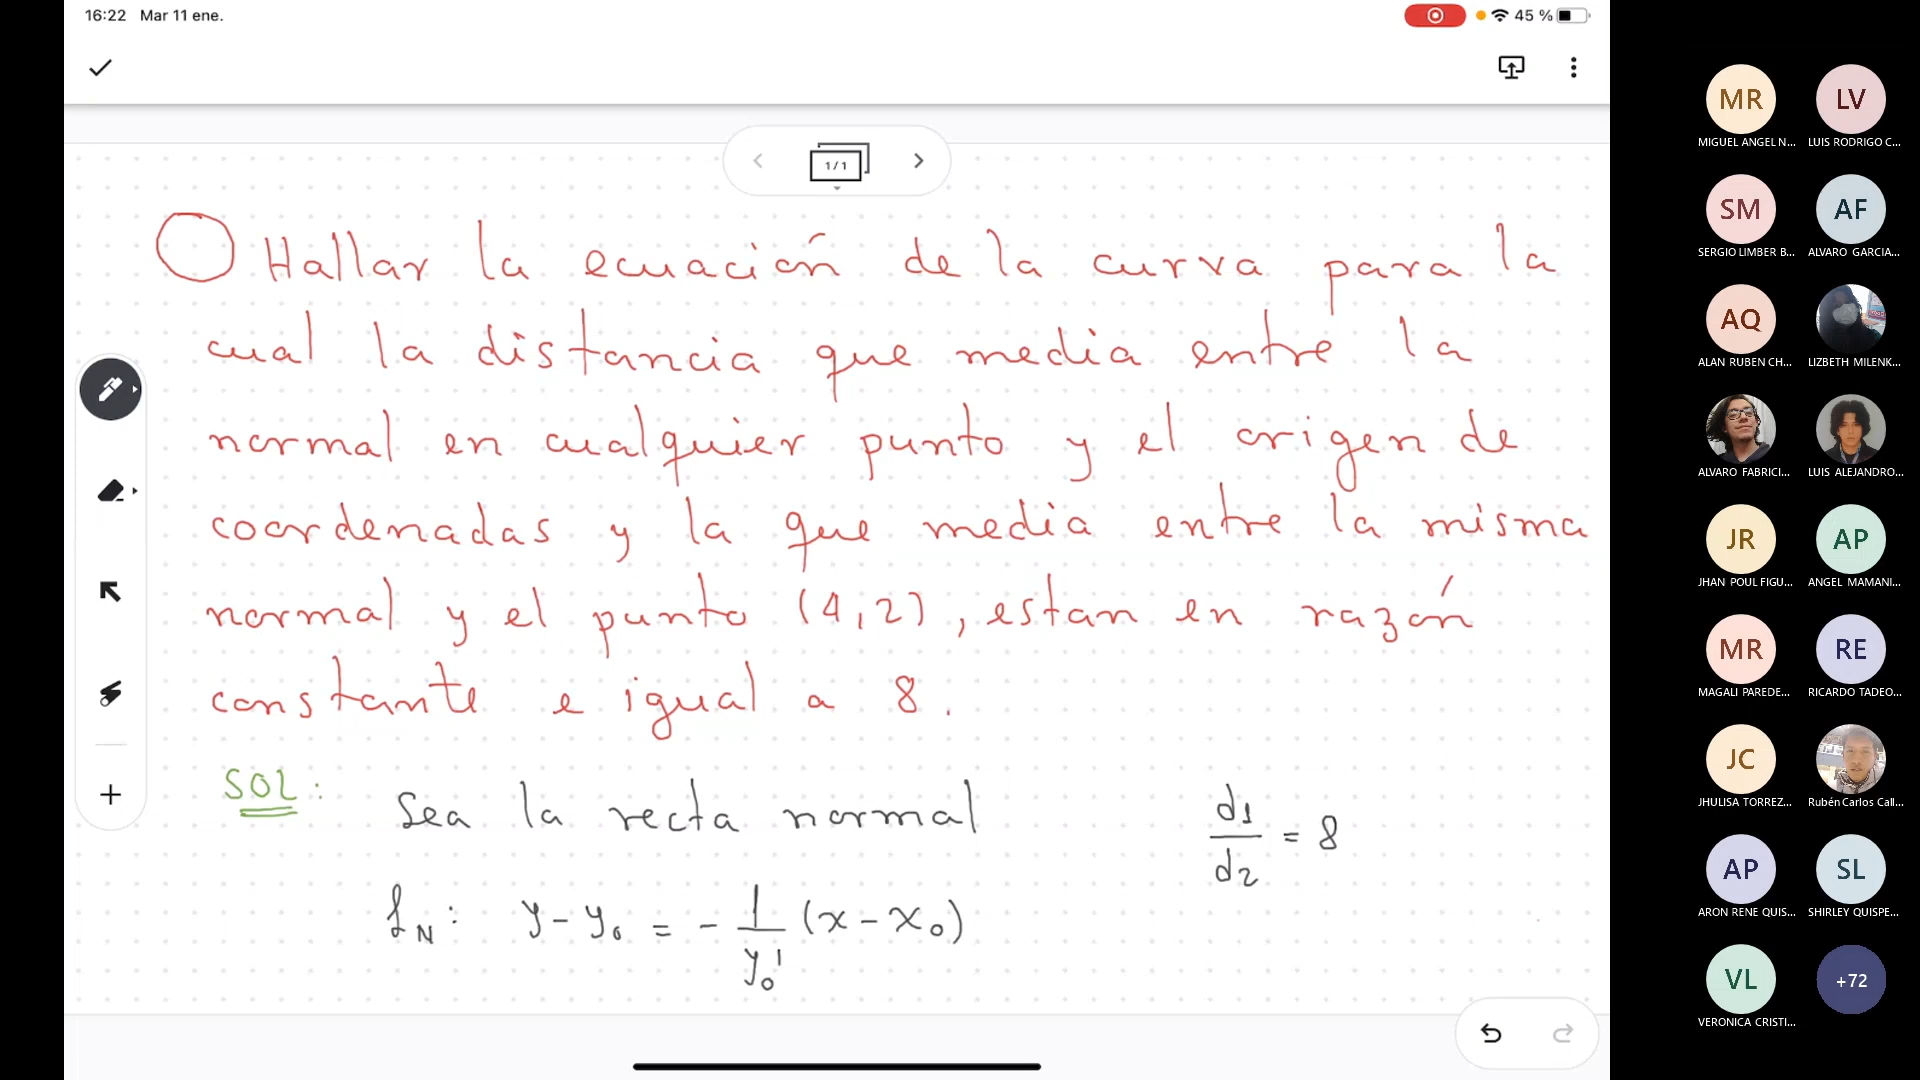 16:22 Mar 11 ene.
45 %
1/1
Hallar la ecuación de la curva para la
cual la distancia que media entre la
normal en cualquier punto y el origen de
coordenadas y la que media entre la misma
normal y el punto (4,2), estan en razón
constante e igual a 8.
SOL: Sea la recta normal
d₁/d₂ = 8
L_N: y - y₀ = - 1/y₀' (x - x₀)
MR LV
MIGUEL ANGEL N... LUIS RODRIGO C...
SM AF
SERGIO LIMBER B... ALVARO GARCIA...
AQ
ALAN RUBEN CH... LIZBETH MILENK...
ALVARO FABRICI... LUIS ALEJANDRO...
JR AP
JHAN POUL FIGU... ANGEL MAMANI...
MR RE
MAGALI PAREDE... RICARDO TADEO...
JC
JHULISA TORREZ... Rubén Carlos Call...
AP SL
ARON RENE QUIS... SHIRLEY QUISPE...
VL +72
VERONICA CRISTI...